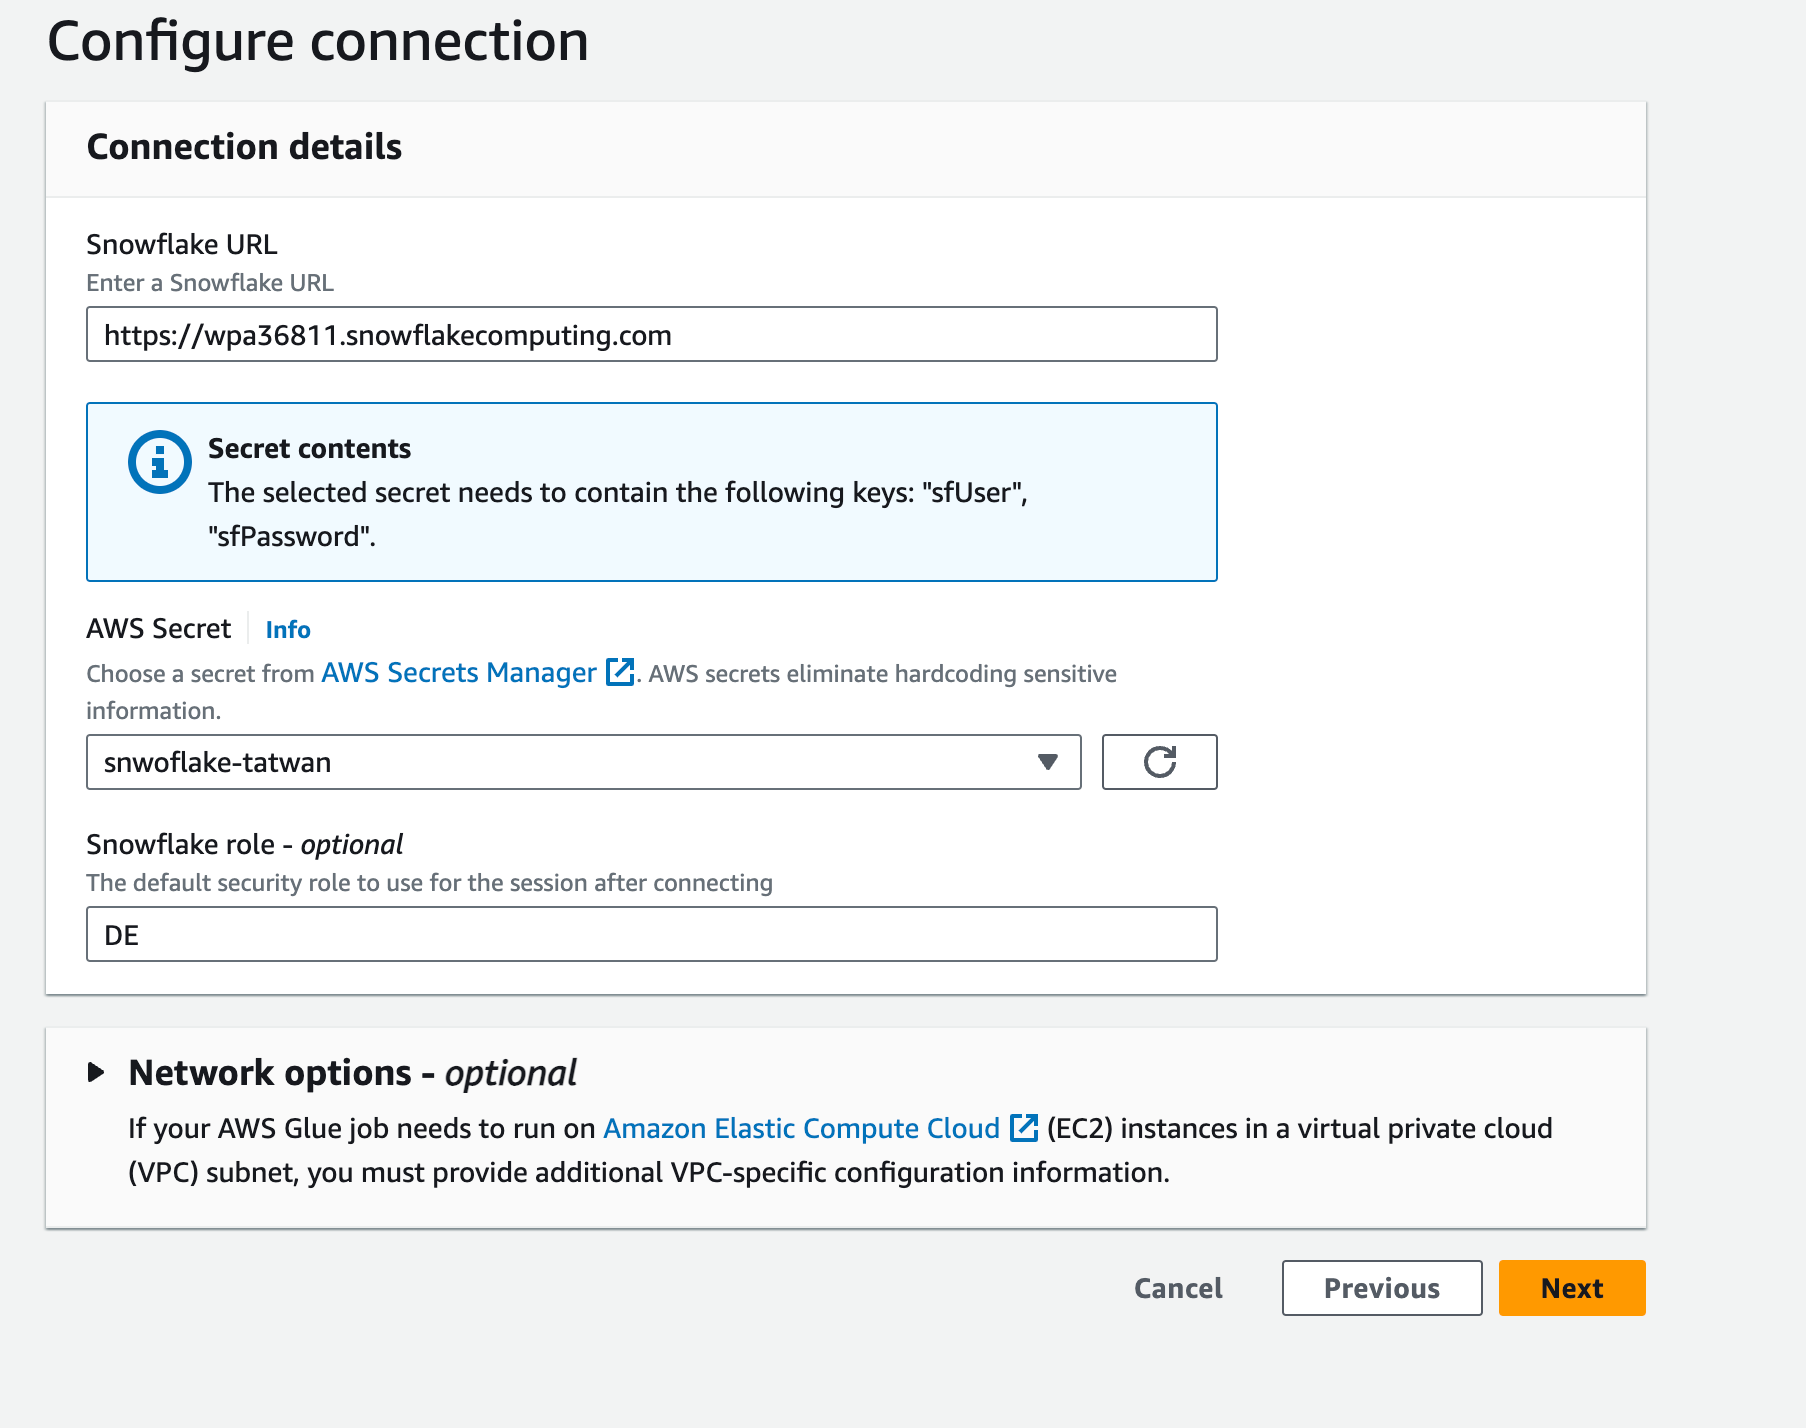 Configure connection
Connection details
Snowflake URL
Enter a Snowflake URL
https://wpa36811.snowflakecomputing.com
Secret contents
The selected secret needs to contain the following keys: "sfUser",
"sfPassword".
AWS Secret Info
Choose a secret from AWS Secrets Manager. AWS secrets eliminate hardcoding sensitive
information.
snwoflake-tatwan
Snowflake role - optional
The default security role to use for the session after connecting
DE
Network options - optional
If your AWS Glue job needs to run on Amazon Elastic Compute Cloud (EC2) instances in a virtual private cloud
(VPC) subnet, you must provide additional VPC-specific configuration information.
Cancel Previous Next